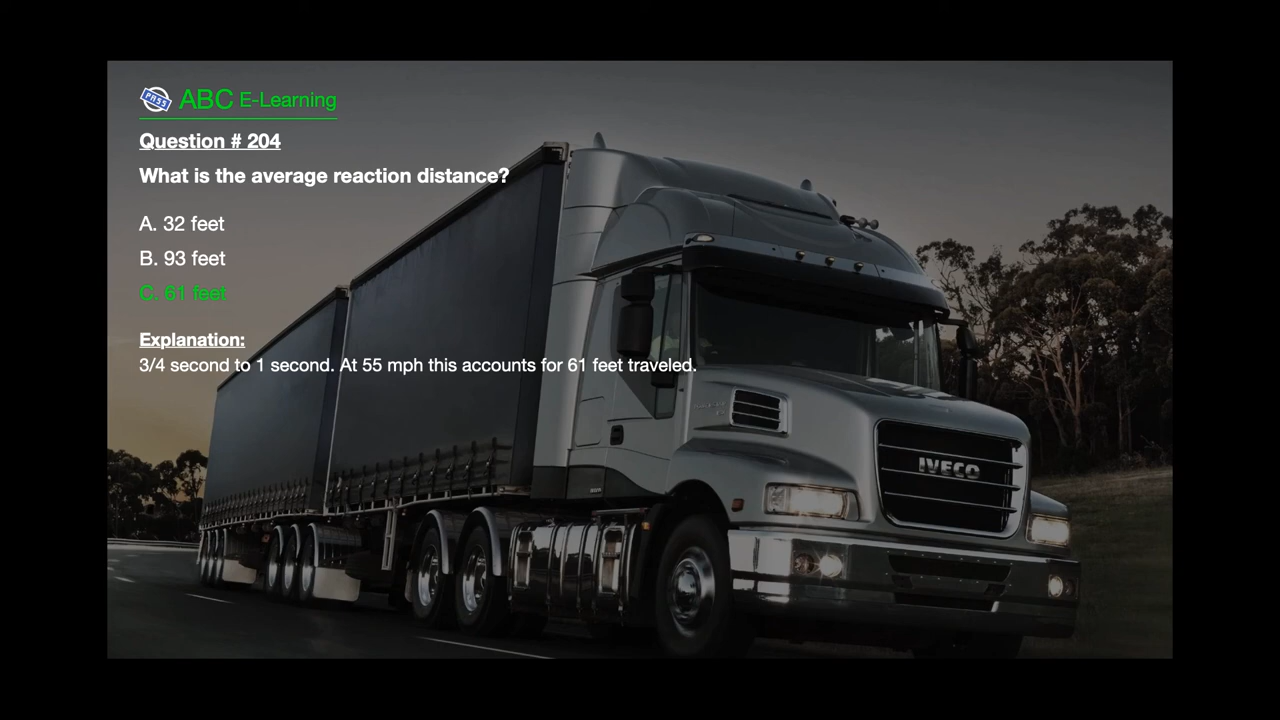 PASS ABC E-Learning
Question # 204
What is the average reaction distance?
A. 32 feet
B. 93 feet
C. 61 feet
Explanation:
3/4 second to 1 second. At 55 mph this accounts for 61 feet traveled.
IVECO